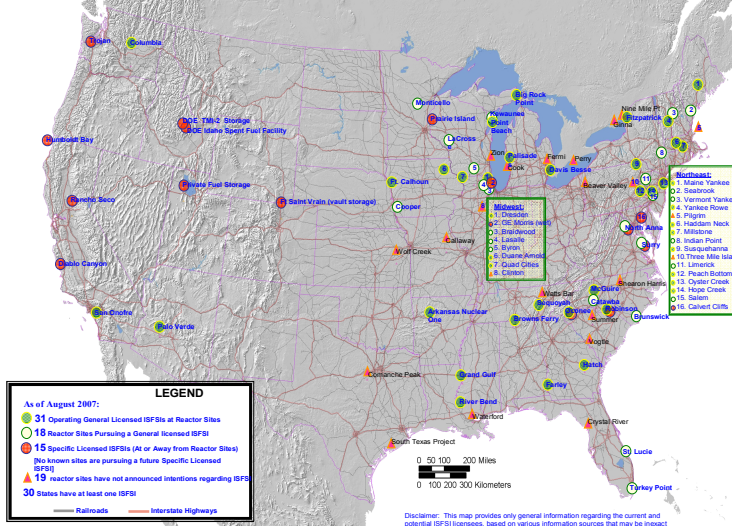 Trojan
Columbia
DOE TMI-2 Storage
DOE Idaho Spent Fuel Facility
Humboldt Bay
Rancho Seco
Private Fuel Storage
Ft Saint Vrain (vault storage)
Diablo Canyon
San Onofre
Palo Verde
Monticello
Prairie Island
LaCross
Big Rock
Point
Kewaunee
Point
Beach
Zion
Palisade
Cook
Fermi
Perry
Davis Besse
Beaver Valley
Nine Mile P
Fitzpatrick
Ginna
Ft. Calhoun
Cooper
Wolf Creek
Callaway
North Anna
Surry
Shearon Harris
Watts Bar
McGuire
Sequoyah
Catawba
Oconee
Robinson
Summer
Brunswick
Browns Ferry
Arkansas Nuclear
One
Vogtle
Hatch
Farley
Comanche Peak
Grand Gulf
River Bend
Waterford
Crystal River
South Texas Project
St. Lucie
Turkey Point
Midwest:
1. Dresden
2. GE Morris (wet)
3. Braidwood
4. Lasalle
5. Byron
6. Duane Arnold
7. Quad Cities
8. Clinton
Northeast:
1. Maine Yankee
2. Seabrook
3. Vermont Yankee
4. Yankee Rowe
5. Pilgrim
6. Haddam Neck
7. Millstone
8. Indian Point
9. Susquehanna
10. Three Mile Isla
11. Limerick
12. Peach Bottom
13. Oyster Creek
14. Hope Creek
15. Salem
16. Calvert Cliffs
LEGEND
As of August 2007:
31 Operating General Licensed ISFSIs at Reactor Sites
18 Reactor Sites Pursuing a General licensed ISFSI
15 Specific Licensed ISFSIs (At or Away from Reactor Sites)
[No known sites are pursuing a future Specific Licensed
ISFSI]
19 reactor sites have not announced intentions regarding ISFSI
30 States have at least one ISFSI
Railroads
Interstate Highways
0 50 100 200 Miles
0 100 200 300 Kilometers
Disclaimer: This map provides only general information regarding the current and
potential ISFSI licensees, based on various information sources that may be inexact